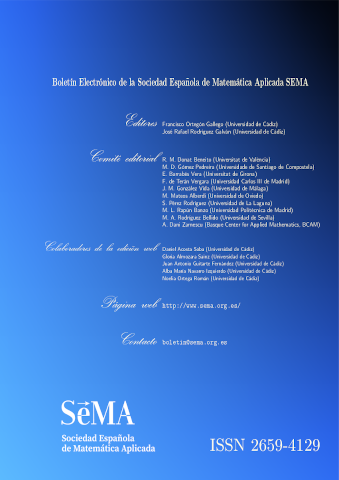 Boletín Electrónico de la Sociedad Española de Matemática Aplicada SEMA
Editores
Francisco Ortegón Gallego (Universidad de Cádiz)
José Rafael Rodríguez Galván (Universidad de Cádiz)
Comité editorial
R. M. Donat Beneito (Universitat de València)
M. D. Gómez Pedreira (Universidade de Santiago de Compostela)
E. Barrabés Vera (Universitat de Girona)
F. de Terán Vergara (Universidad Carlos III de Madrid)
J. M. González Vida (Universidad de Málaga)
M. Mateos Alberdi (Universidad de Oviedo)
S. Pérez Rodríguez (Universidad de La Laguna)
M. L. Rapún Banzo (Universidad Politécnica de Madrid)
M. A. Rodríguez Bellido (Universidad de Sevilla)
A. Dani Zarnescu (Basque Center for Applied Mathematics, BCAM)
Colaboradores de la edición web
Daniel Acosta Soba (Universidad de Cádiz)
Gloria Almozara Sainz (Universidad de Cádiz)
Juan Antonio Guitarte Fernández (Universidad de Cádiz)
Alba María Navarro Izquierdo (Universidad de Cádiz)
Noelia Ortega Román (Universidad de Cádiz)
Página web
http://www.sema.org.es/
Contacto
boletin@sema.org.es
SeMA
Sociedad Española
de Matemática Aplicada
ISSN 2659-4129